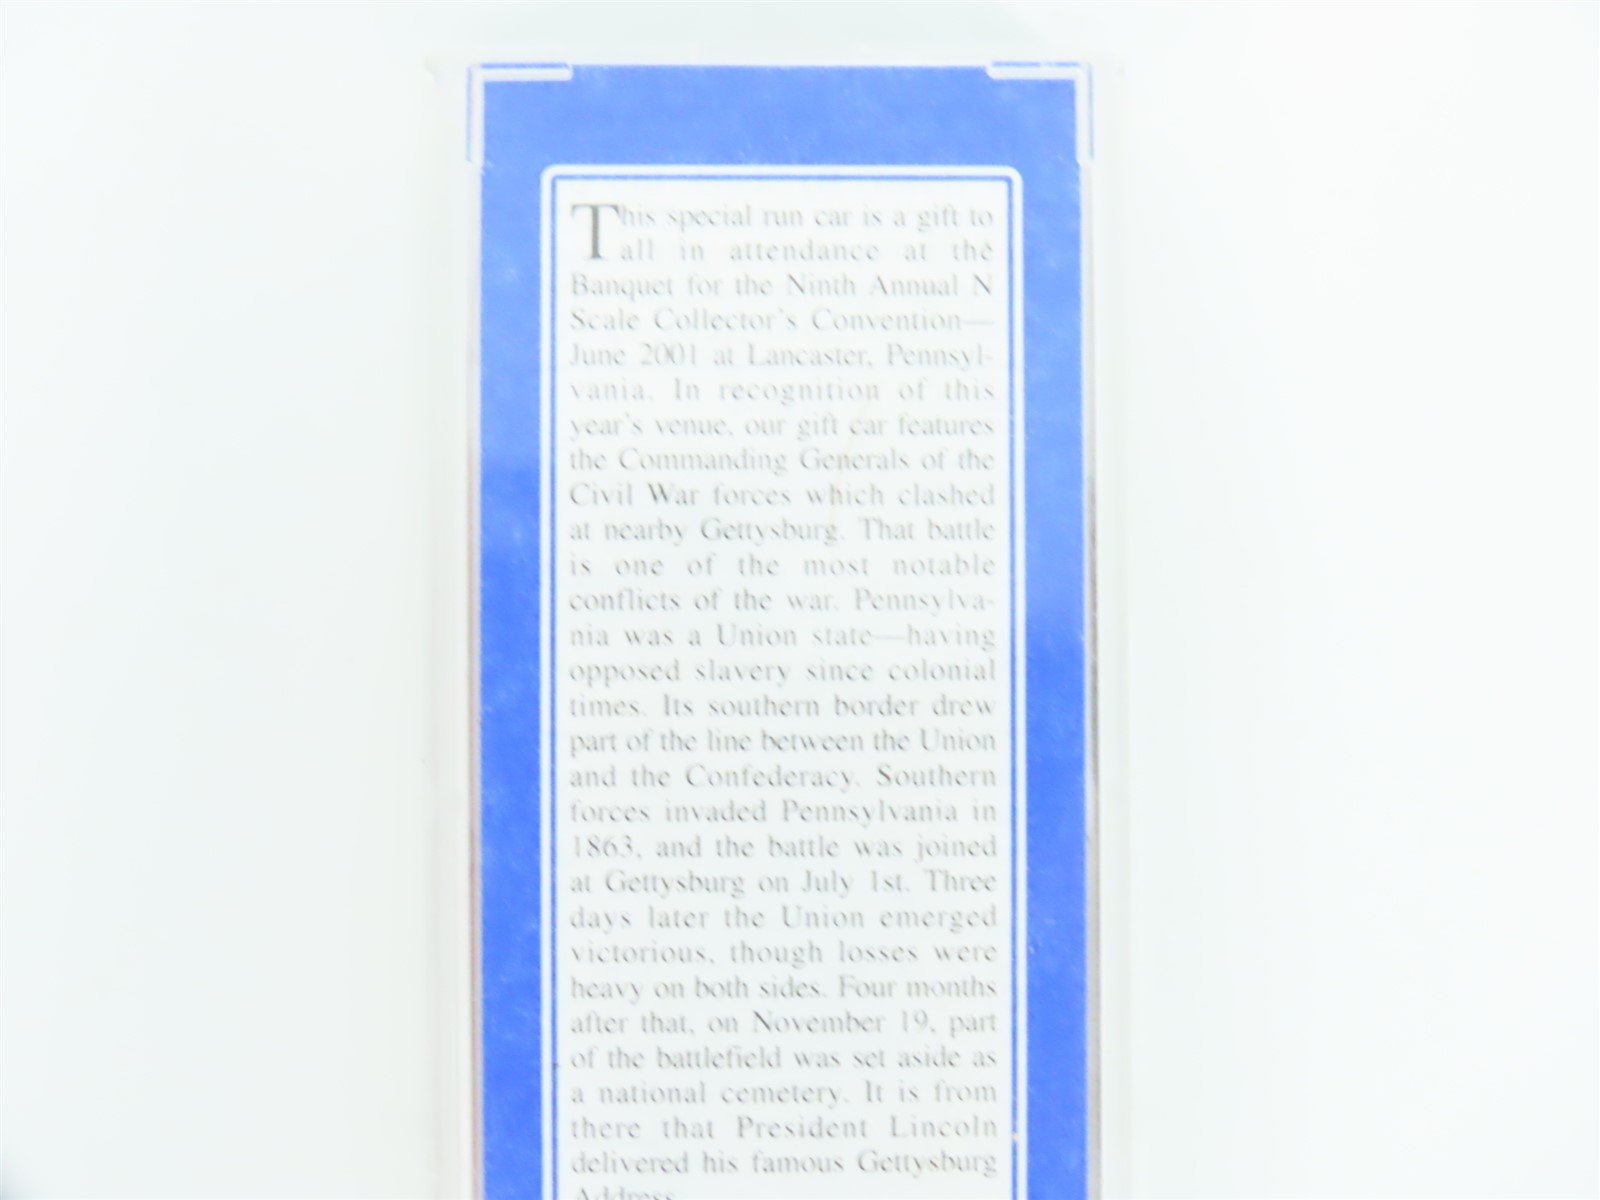 This special run car is a gift to
all in attendance at the
Banquet for the Ninth Annual N
Scale Collector's Convention—
June 2001 at Lancaster, Pennsyl-
vania. In recognition of this
year's venue, our gift car features
the Commanding Generals of the
Civil War forces which clashed
at nearby Gettysburg. That battle
is one of the most notable
conflicts of the war. Pennsylva-
nia was a Union state—having
opposed slavery since colonial
times. Its southern border drew
part of the line between the Union
and the Confederacy. Southern
forces invaded Pennsylvania in
1863, and the battle was joined
at Gettysburg on July 1st. Three
days later the Union emerged
victorious, though losses were
heavy on both sides. Four months
after that, on November 19, part
of the battlefield was set aside as
a national cemetery. It is from
there that President Lincoln
delivered his famous Gettysburg
Address.